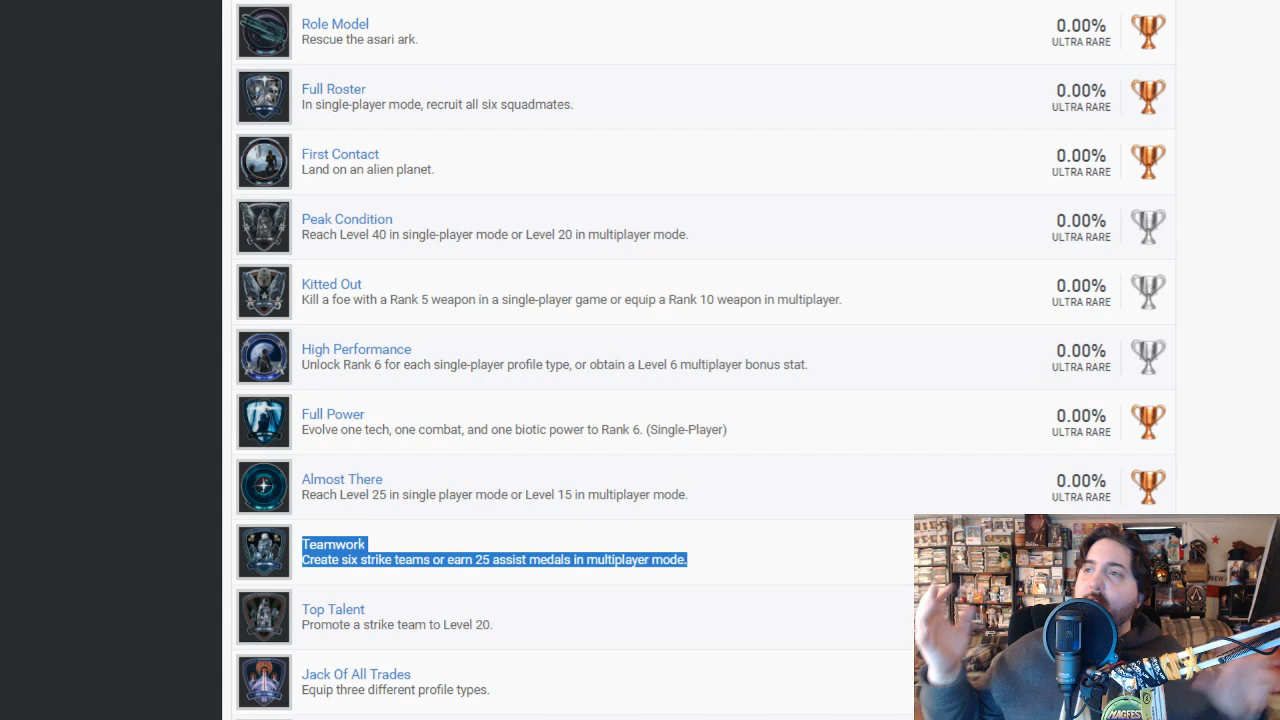 Role Model
Rescue the asari ark.
0.00%
ULTRA RARE
Full Roster
In single-player mode, recruit all six squadmates.
0.00%
ULTRA RARE
First Contact
Land on an alien planet.
0.00%
ULTRA RARE
Peak Condition
Reach Level 40 in single-player mode or Level 20 in multiplayer mode.
0.00%
ULTRA RARE
Kitted Out
Kill a foe with a Rank 5 weapon in a single-player game or equip a Rank 10 weapon in multiplayer.
0.00%
ULTRA RARE
High Performance
Unlock Rank 6 for each single-player profile type, or obtain a Level 6 multiplayer bonus stat.
0.00%
ULTRA RARE
Full Power
Evolve one tech, one combat, and one biotic power to Rank 6. (Single-Player)
0.00%
ULTRA RARE
Almost There
Reach Level 25 in single player mode or Level 15 in multiplayer mode.
0.00%
ULTRA RARE
Teamwork
Create six strike teams or earn 25 assist medals in multiplayer mode.
Top Talent
Promote a strike team to Level 20.
Jack Of All Trades
Equip three different profile types.
MAGFEST